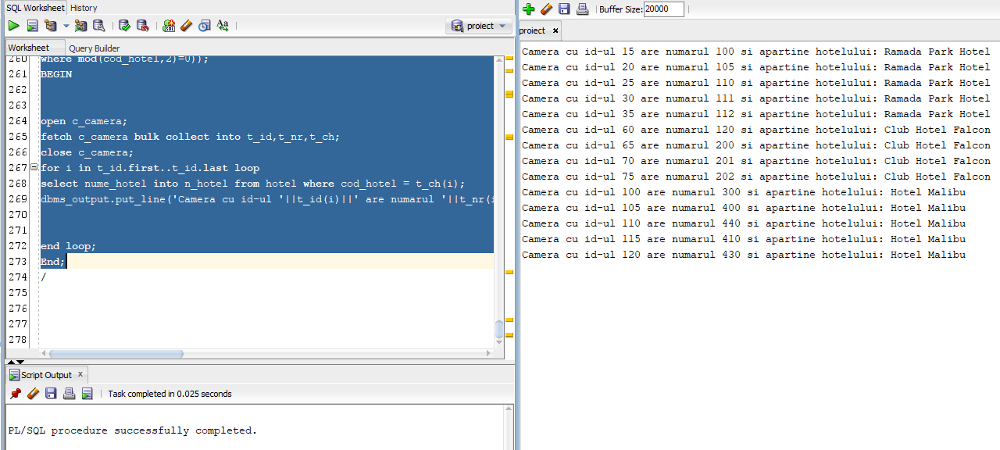 SQL Worksheet History
proiect
Worksheet Query Builder
260 where mod(cod_hotel,2)=0));
261 BEGIN
262
263
264 open c_camera;
265 fetch c_camera bulk collect into t_id,t_nr,t_ch;
266 close c_camera;
267 for i in t_id.first..t_id.last loop
268 select nume_hotel into n_hotel from hotel where cod_hotel = t_ch(i);
269 dbms_output.put_line('Camera cu id-ul '||t_id(i)||' are numarul '||t_nr(i
270
271
272 end loop;
273 End;
274 /
275
276
277
278
Script Output x
Task completed in 0.025 seconds
PL/SQL procedure successfully completed.
Buffer Size: 20000
proiect x
Camera cu id-ul 15 are numarul 100 si apartine hotelului: Ramada Park Hotel
Camera cu id-ul 20 are numarul 105 si apartine hotelului: Ramada Park Hotel
Camera cu id-ul 25 are numarul 110 si apartine hotelului: Ramada Park Hotel
Camera cu id-ul 30 are numarul 111 si apartine hotelului: Ramada Park Hotel
Camera cu id-ul 35 are numarul 112 si apartine hotelului: Ramada Park Hotel
Camera cu id-ul 60 are numarul 120 si apartine hotelului: Club Hotel Falcon
Camera cu id-ul 65 are numarul 200 si apartine hotelului: Club Hotel Falcon
Camera cu id-ul 70 are numarul 201 si apartine hotelului: Club Hotel Falcon
Camera cu id-ul 75 are numarul 202 si apartine hotelului: Club Hotel Falcon
Camera cu id-ul 100 are numarul 300 si apartine hotelului: Hotel Malibu
Camera cu id-ul 105 are numarul 400 si apartine hotelului: Hotel Malibu
Camera cu id-ul 110 are numarul 440 si apartine hotelului: Hotel Malibu
Camera cu id-ul 115 are numarul 410 si apartine hotelului: Hotel Malibu
Camera cu id-ul 120 are numarul 430 si apartine hotelului: Hotel Malibu